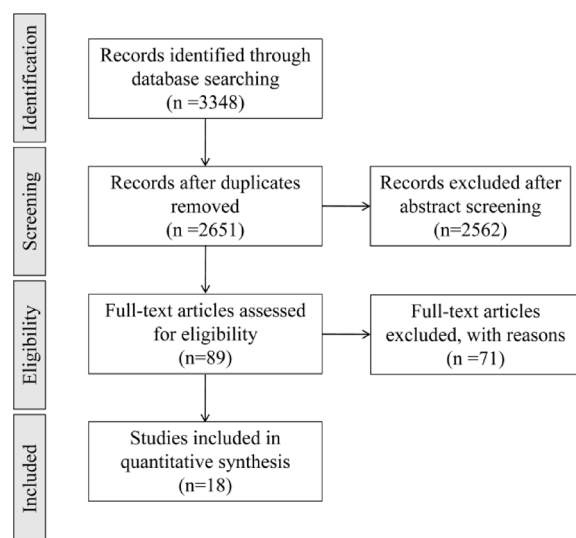 Identification
Records identified through
database searching
(n =3348)
Screening
Records after duplicates
removed
(n =2651)
Records excluded after
abstract screening
(n=2562)
Eligibility
Full-text articles assessed
for eligibility
(n=89)
Full-text articles
excluded, with reasons
(n =71)
Included
Studies included in
quantitative synthesis
(n=18)